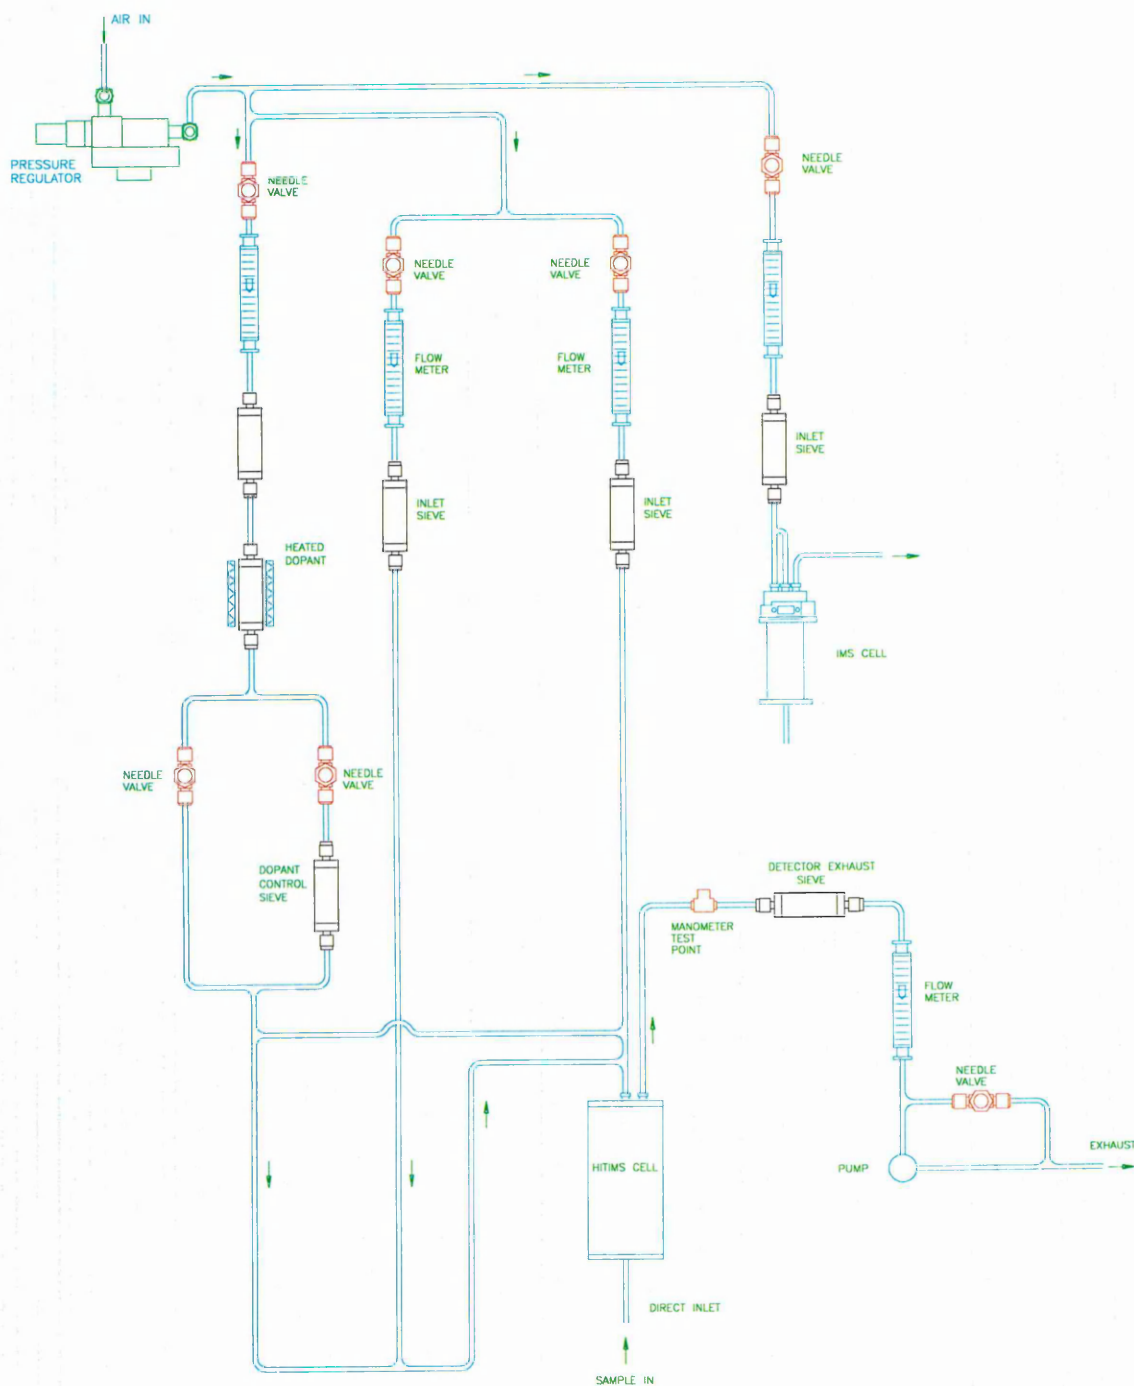 AIR IN
PRESSURE
REGULATOR
NEEDLE
VALVE
NEEDLE
VALVE
NEEDLE
VALVE
NEEDLE
VALVE
FLOW
METER
FLOW
METER
INLET
SIEVE
INLET
SIEVE
INLET
SIEVE
HEATED
DOPANT
IMS CELL
NEEDLE
VALVE
NEEDLE
VALVE
DOPANT
CONTROL
SIEVE
DETECTOR EXHAUST
SIEVE
MANOMETER
TEST
POINT
FLOW
METER
NEEDLE
VALVE
EXHAUST
PUMP
HITIMS CELL
DIRECT INLET
SAMPLE IN